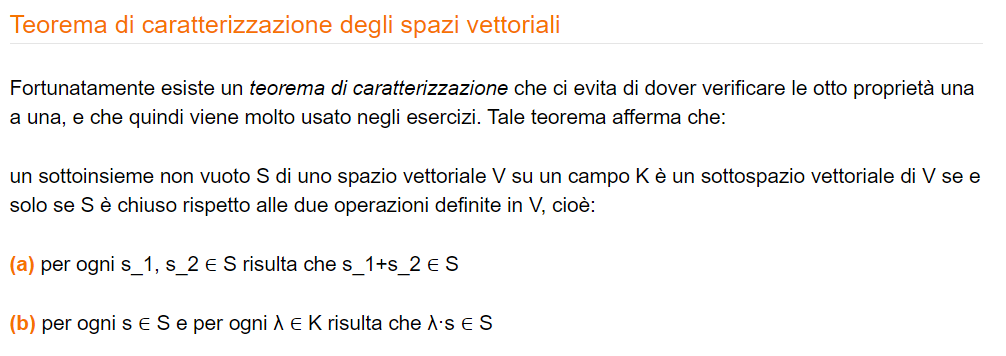 Teorema di caratterizzazione degli spazi vettoriali
Fortunatamente esiste un teorema di caratterizzazione che ci evita di dover verificare le otto proprietà una
a una, e che quindi viene molto usato negli esercizi. Tale teorema afferma che:
un sottoinsieme non vuoto S di uno spazio vettoriale V su un campo K è un sottospazio vettoriale di V se e
solo se S è chiuso rispetto alle due operazioni definite in V, cioè:
(a) per ogni s_1, s_2 ∈ S risulta che s_1+s_2 ∈ S
(b) per ogni s ∈ S e per ogni λ ∈ K risulta che λ·s ∈ S